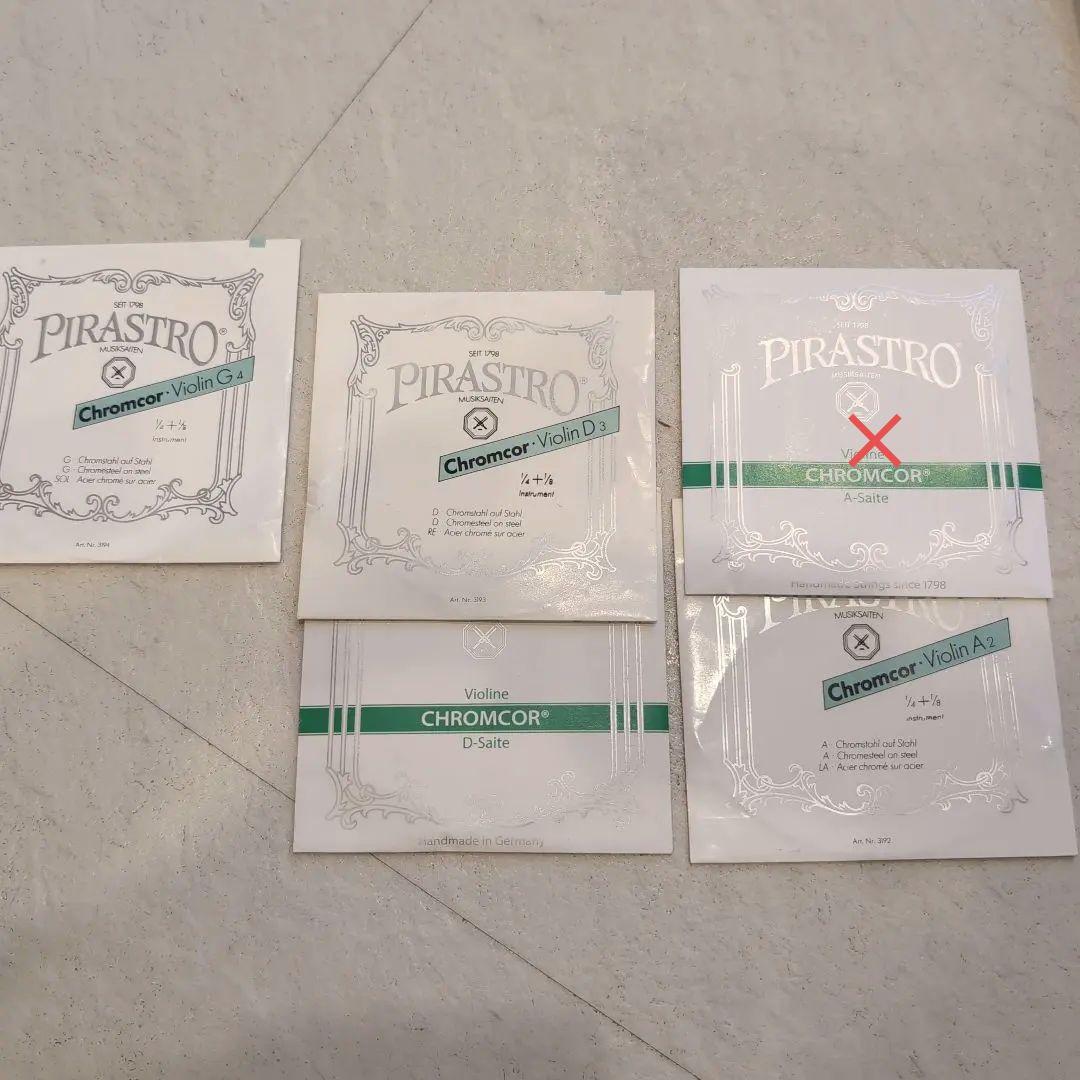 SEIT 1798
PIRASTRO®
MUSIKSAITEN
Chromcor · Violin G 4
¼ + ⅛
Instrument
G · Chromstahl auf Stahl
G · Chromesteel on steel
SOL · Acier chromé sur acier
Art. Nr. 3194
SEIT 1798
PIRASTRO®
MUSIKSAITEN
Chromcor · Violin D 3
¼ + ⅛
Instrument
D · Chromstahl auf Stahl
D · Chromesteel on steel
RE · Acier chromé sur acier
Art. Nr. 3193
Violine
CHROMCOR®
D-Saite
Handmade in Germany
SEIT 1798
PIRASTRO®
MUSIKSAITEN
Violine
CHROMCOR®
A-Saite
Handmade Strings since 1798
PIRASTRO
MUSIKSAITEN
Chromcor · Violin A 2
¼ + ⅛
Instrument
A · Chromstahl auf Stahl
A · Chromesteel on steel
LA · Acier chromé sur acier
Art. Nr. 3192